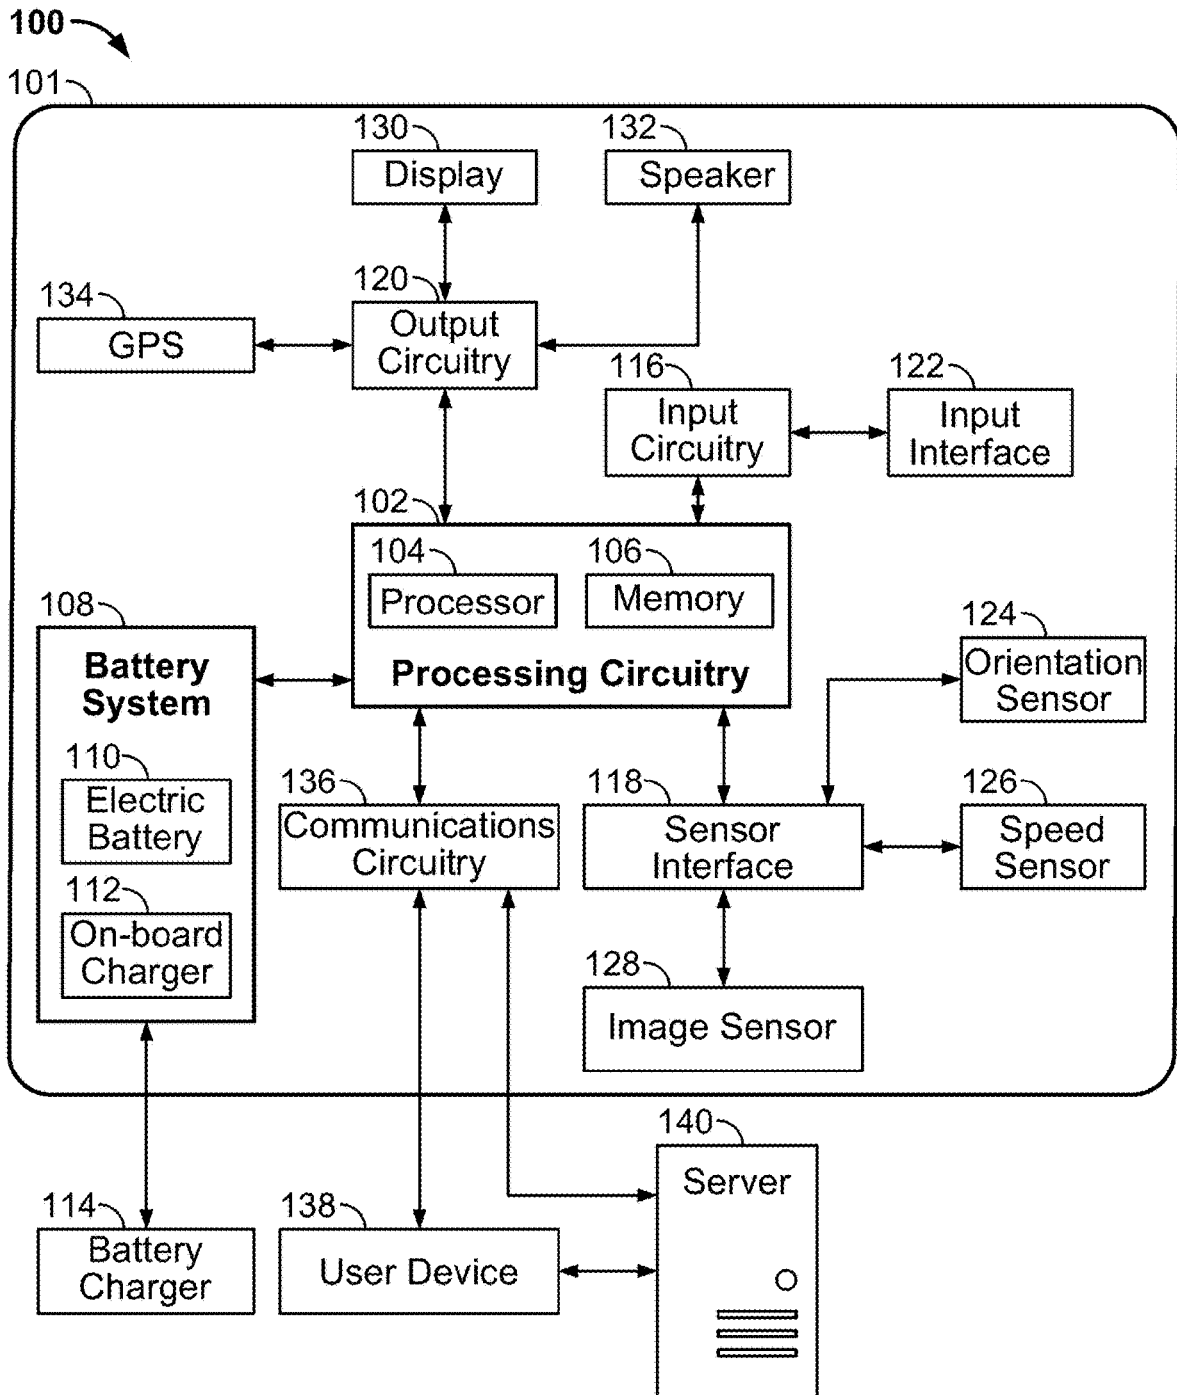 100
101
130
Display
132
Speaker
134
GPS
120
Output
Circuitry
116
Input
Circuitry
122
Input
Interface
102
104
Processor
106
Memory
Processing Circuitry
108
Battery
System
110
Electric
Battery
112
On-board
Charger
124
Orientation
Sensor
136
Communications
Circuitry
118
Sensor
Interface
126
Speed
Sensor
128
Image Sensor
114
Battery
Charger
138
User Device
140
Server